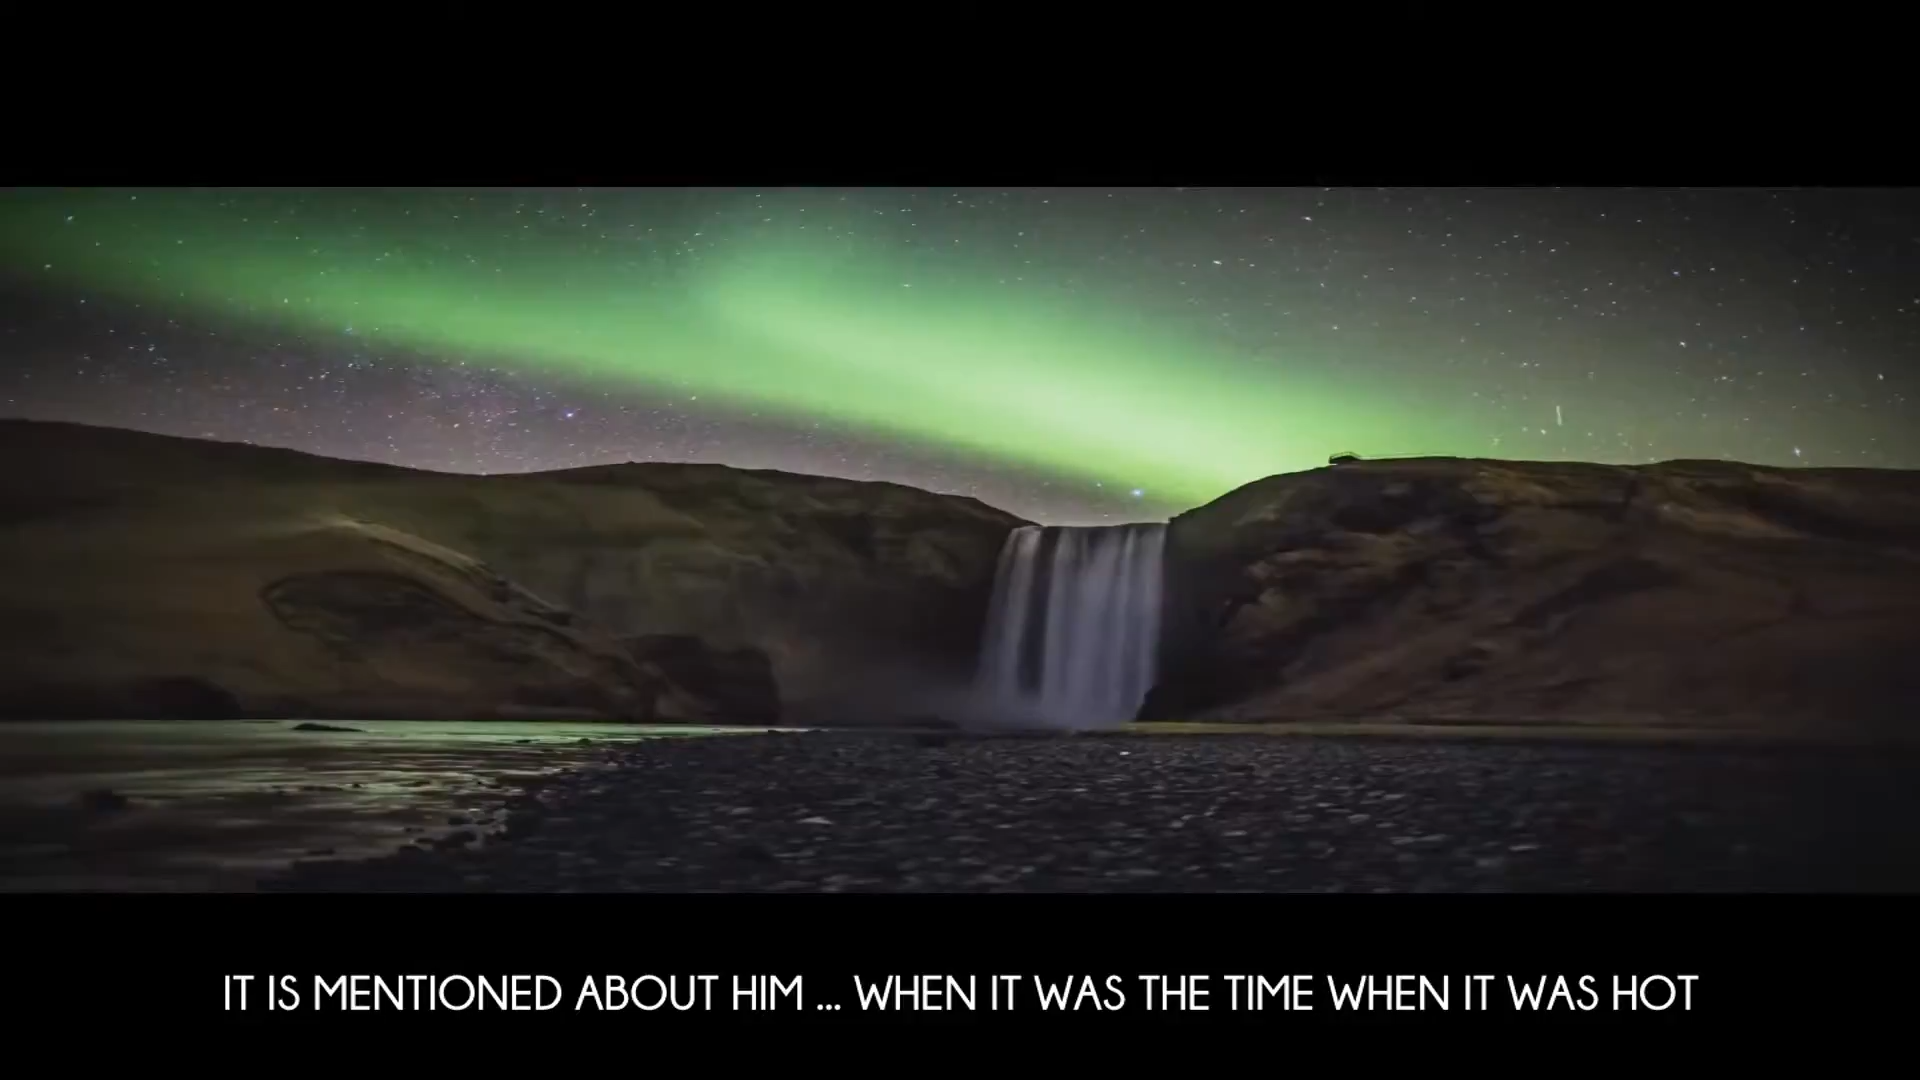 IT IS MENTIONED ABOUT HIM ... WHEN IT WAS THE TIME WHEN IT WAS HOT